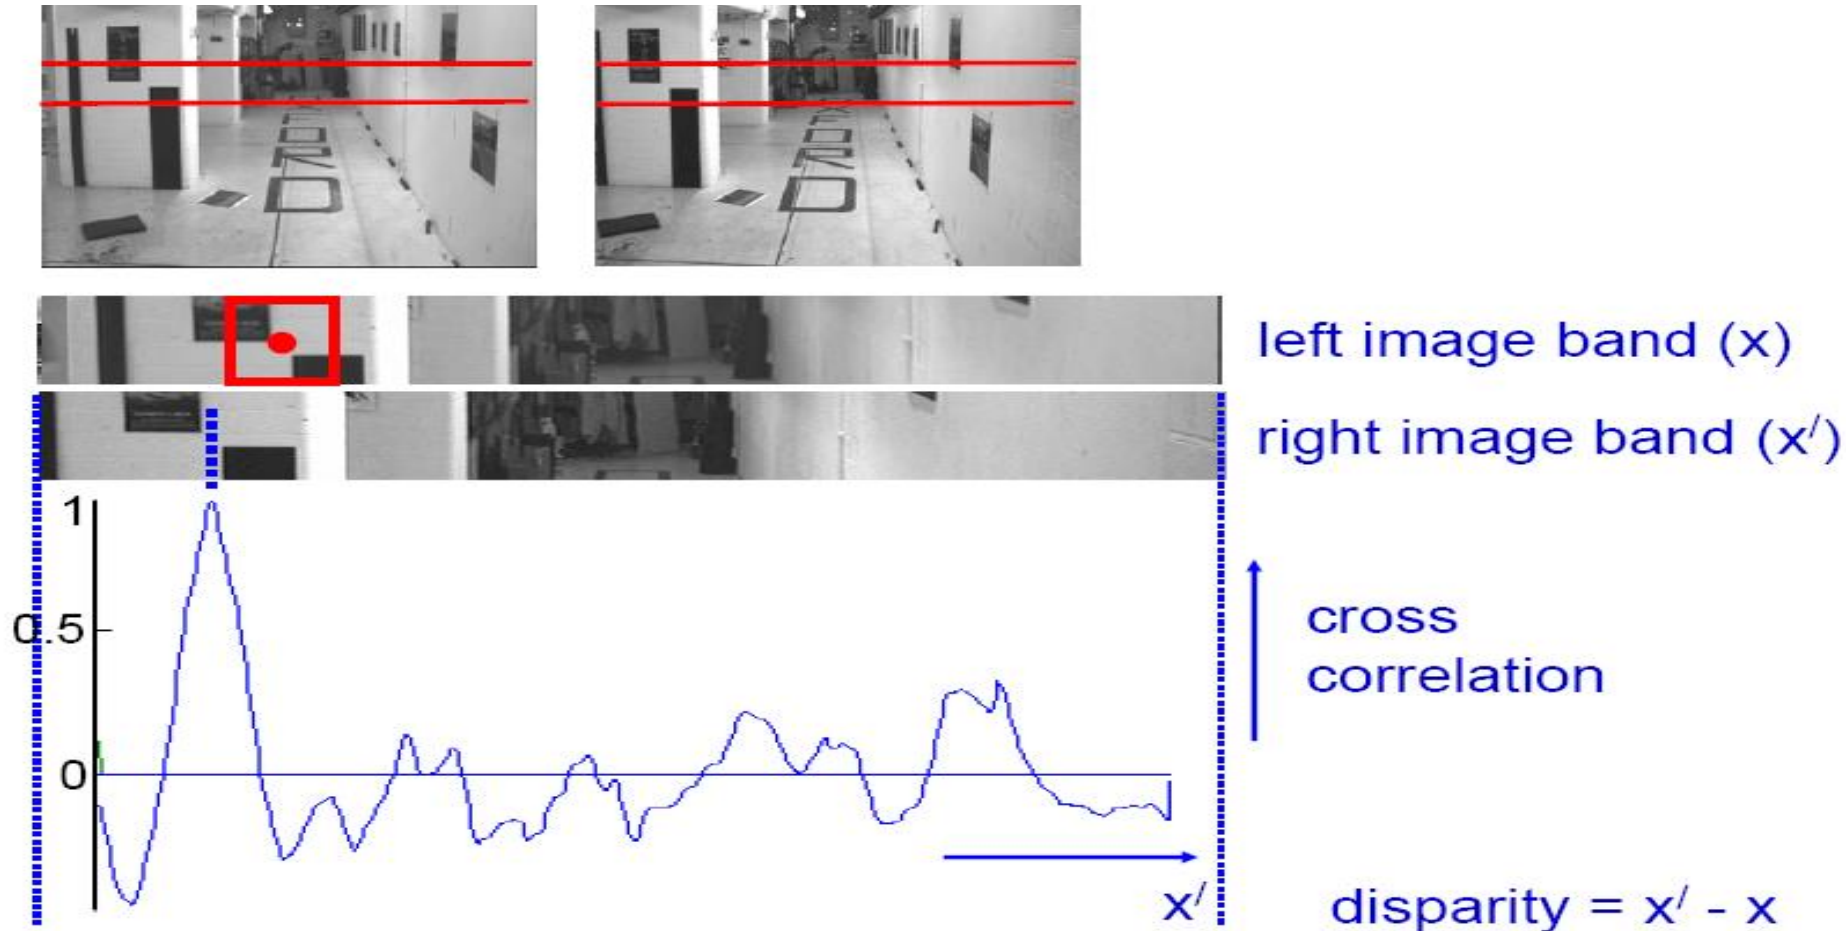 left image band (x)
right image band (x/)
1
0.5
0
cross
correlation
x/
disparity = x/ - x